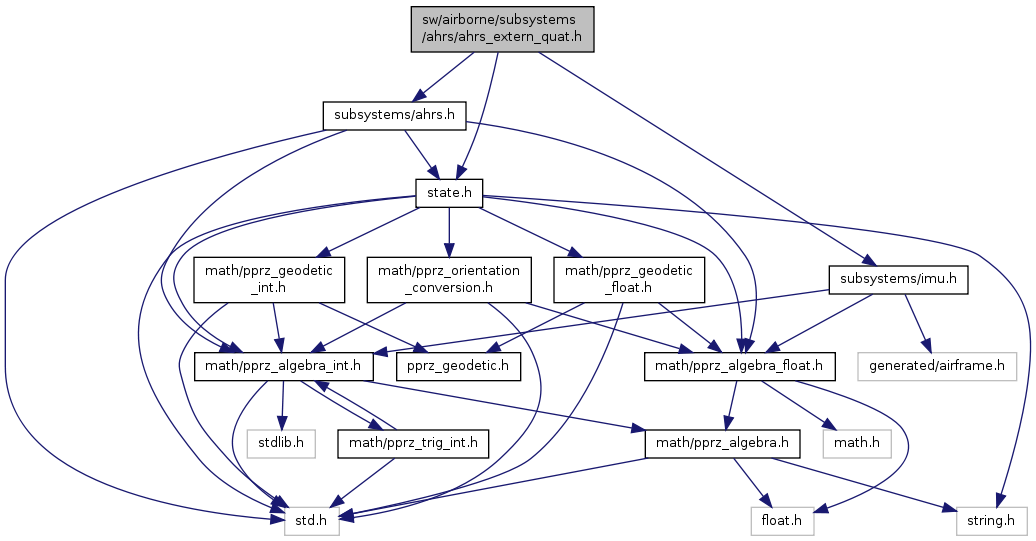 sw/airborne/subsystems
/ahrs/ahrs_extern_quat.h
subsystems/ahrs.h
state.h
math/pprz_geodetic
_int.h
math/pprz_orientation
_conversion.h
math/pprz_geodetic
_float.h
subsystems/imu.h
math/pprz_algebra_int.h
pprz_geodetic.h
math/pprz_algebra_float.h
generated/airframe.h
stdlib.h
math/pprz_trig_int.h
math/pprz_algebra.h
math.h
std.h
float.h
string.h